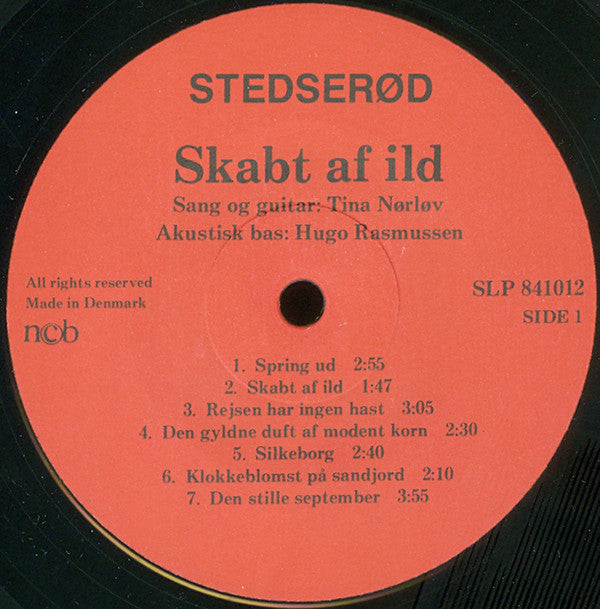 STEDSERØD
Skabt af ild
Sang og guitar: Tina Nørløv
Akustisk bas: Hugo Rasmussen
All rights reserved
Made in Denmark
ncb
SLP 841012
SIDE 1
1. Spring ud 2:55
2. Skabt af ild 1:47
3. Rejsen har ingen hast 3:05
4. Den gyldne duft af modent korn 2:30
5. Silkeborg 2:40
6. Klokkeblomst på sandjord 2:10
7. Den stille september 3:55